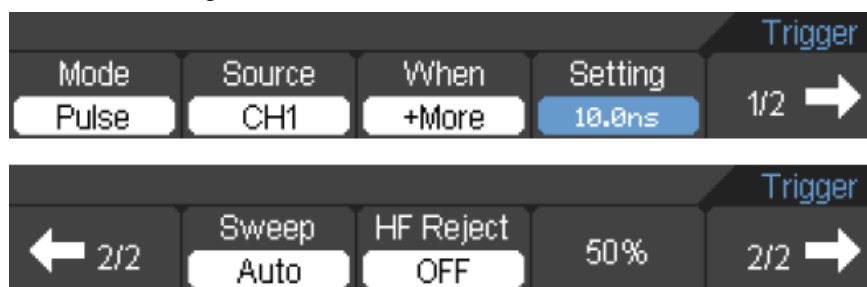 Trigger
Mode Source When Setting
Pulse CH1 +More 10.0ns 1/2
Trigger
Sweep HF Reject
2/2 Auto OFF 50% 2/2